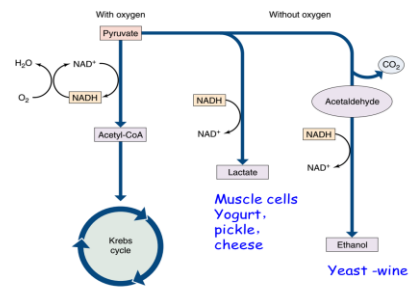 With oxygen
Without oxygen
Pyruvate
H₂O
NAD⁺
CO₂
O₂
NADH
NADH
Acetaldehyde
Acetyl-CoA
NAD⁺
NADH
NAD⁺
Lactate
Muscle cells
Yogurt,
pickle,
cheese
Krebs
cycle
Ethanol
Yeast -wine